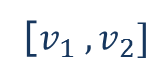 [v₁ , v₂]